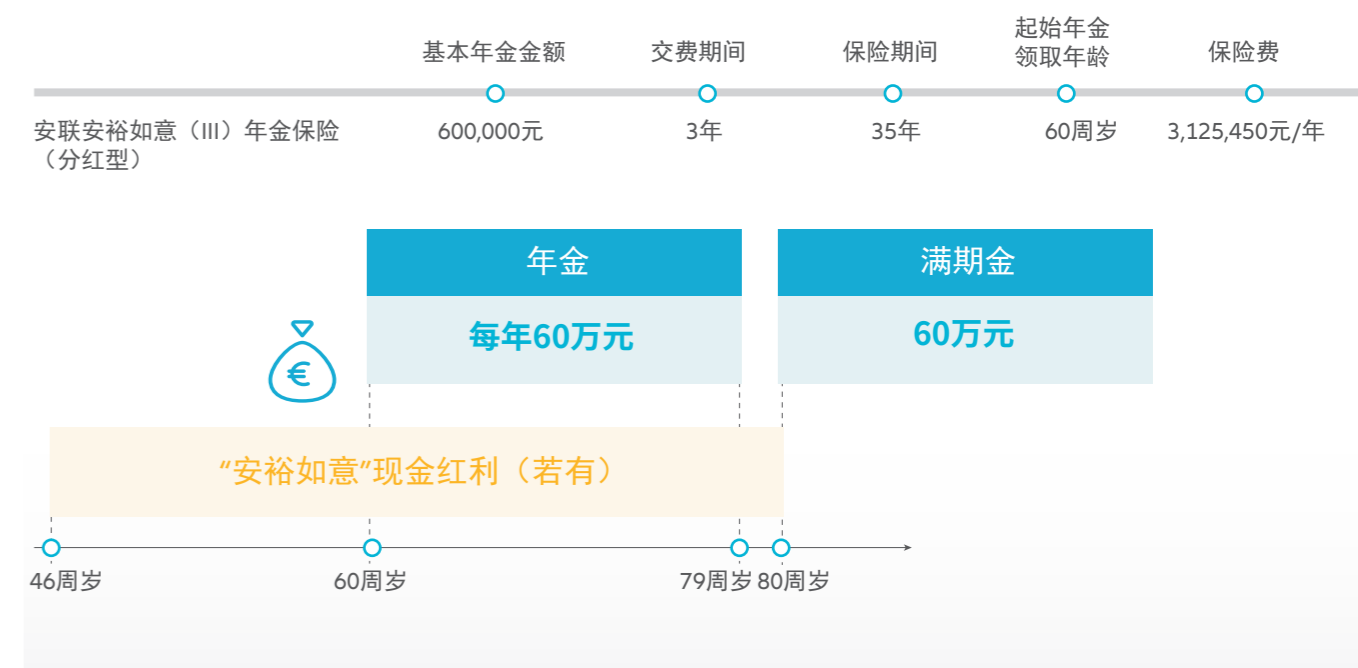 基本年金金额
交费期间
保险期间
起始年金
领取年龄
保险费
安联安裕如意（III）年金保险
（分红型）
600,000元
3年
35年
60周岁
3,125,450元/年
年金
满期金
每年60万元
60万元
€
“安裕如意”现金红利（若有）
46周岁
60周岁
79周岁
80周岁